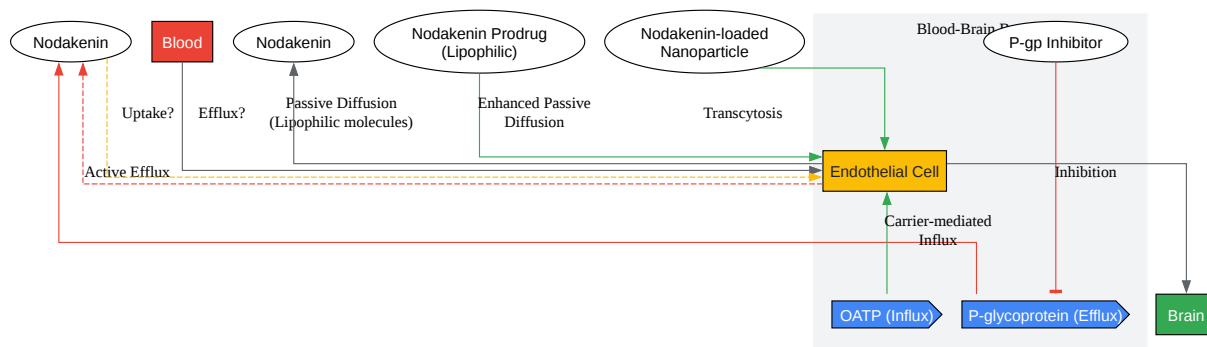 Nodakenin
Blood
Nodakenin
Nodakenin Prodrug
(Lipophilic)
Nodakenin-loaded
Nanoparticle
Blood-Brain
P-gp Inhibitor
Uptake?
Efflux?
Passive Diffusion
(Lipophilic molecules)
Enhanced Passive
Diffusion
Transcytosis
Active Efflux
Endothelial Cell
Inhibition
Carrier-mediated
Influx
OATP (Influx)
P-glycoprotein (Efflux)
Brain